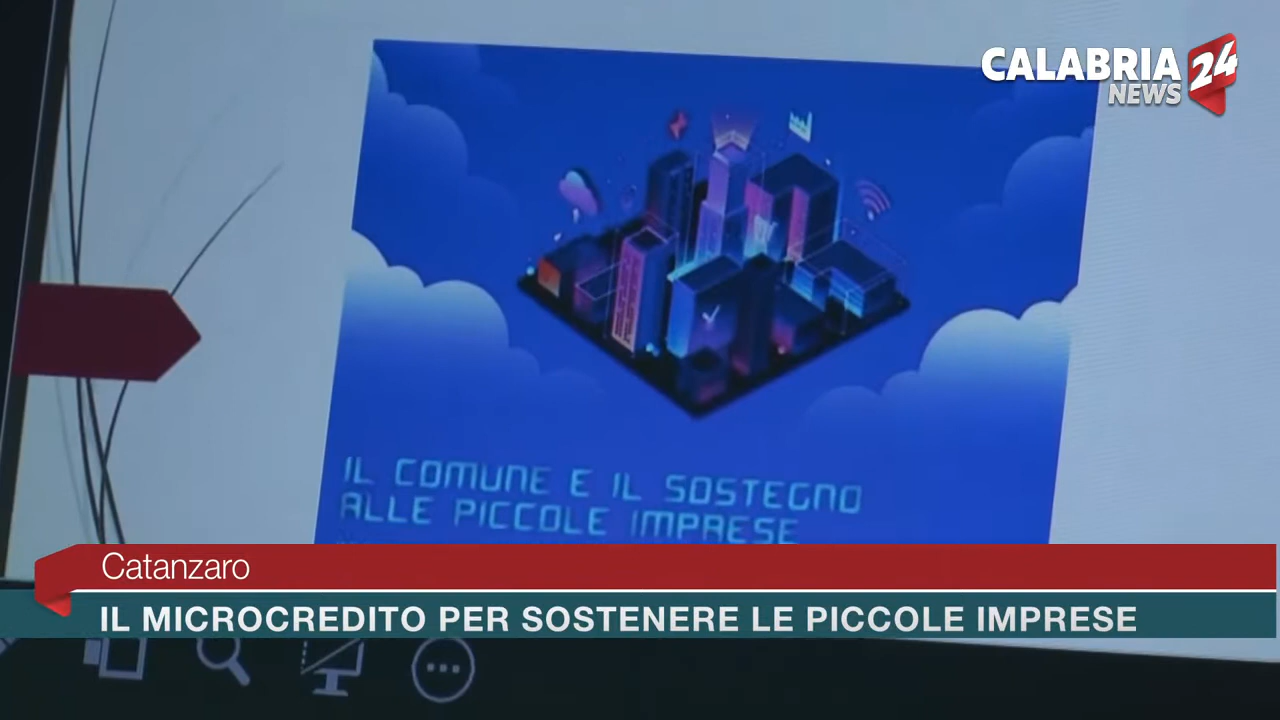 CALABRIA
NEWS
24
IL COMUNE E IL SOSTEGNO
ALLE PICCOLE IMPRESE
Catanzaro
IL MICROCREDITO PER SOSTENERE LE PICCOLE IMPRESE